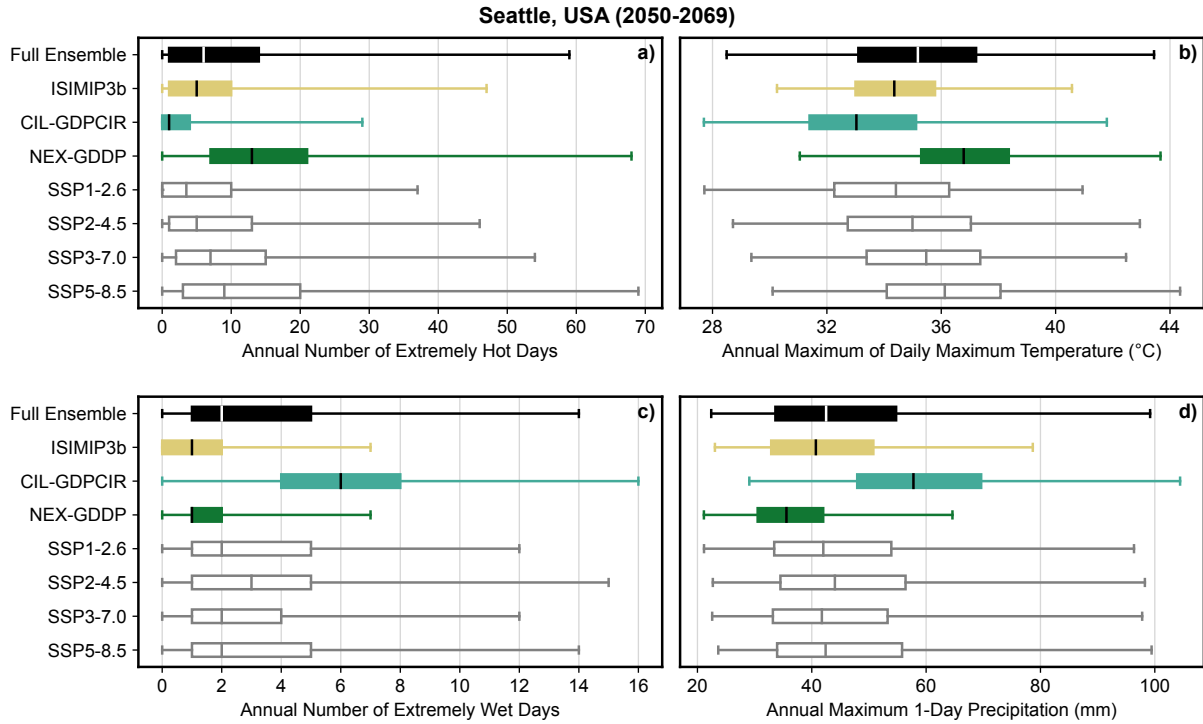 Seattle, USA (2050-2069)
a)
Full Ensemble
ISIMIP3b
CIL-GDPCIR
NEX-GDDP
SSP1-2.6
SSP2-4.5
SSP3-7.0
SSP5-8.5
0 10 20 30 40 50 60 70
Annual Number of Extremely Hot Days
b)
28 32 36 40 44
Annual Maximum of Daily Maximum Temperature (°C)
c)
Full Ensemble
ISIMIP3b
CIL-GDPCIR
NEX-GDDP
SSP1-2.6
SSP2-4.5
SSP3-7.0
SSP5-8.5
0 2 4 6 8 10 12 14 16
Annual Number of Extremely Wet Days
d)
20 40 60 80 100
Annual Maximum 1-Day Precipitation (mm)